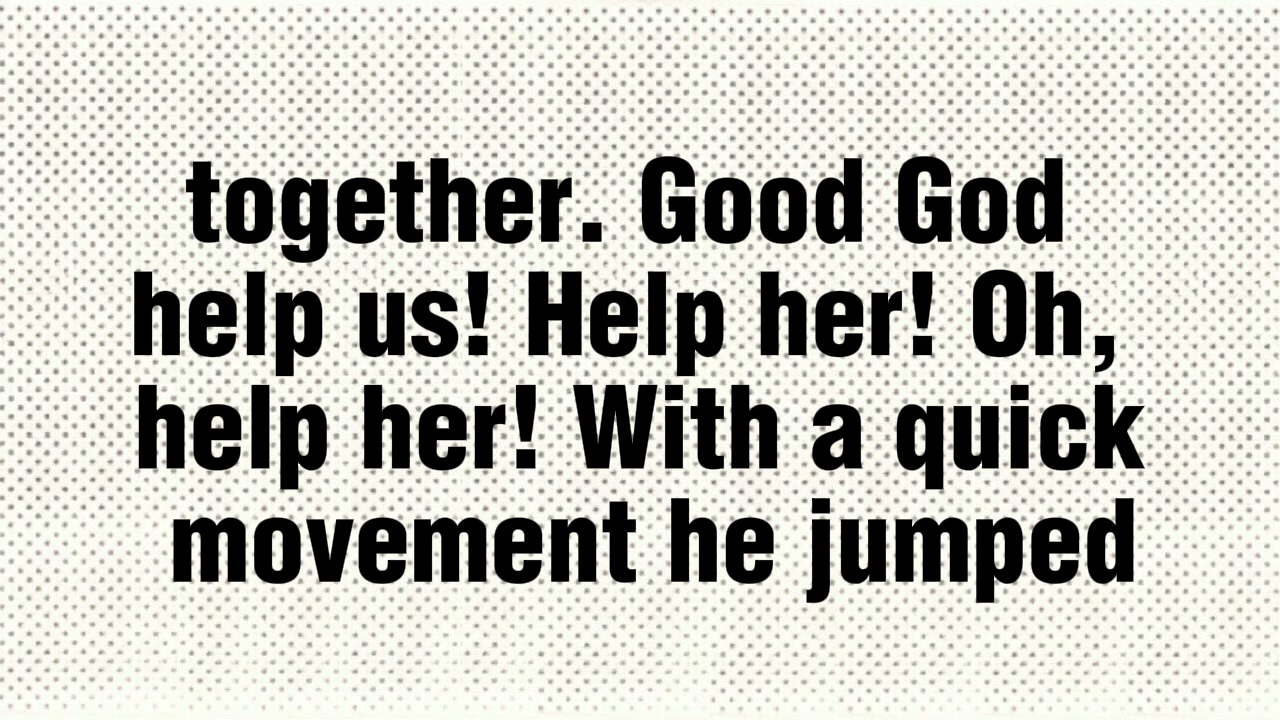 together. Good God
help us! Help her! Oh,
help her! With a quick
movement he jumped